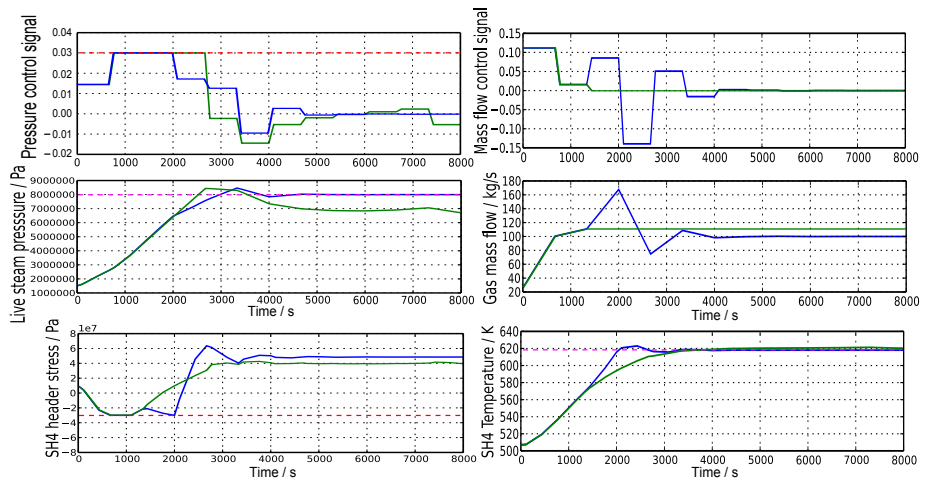 Pressure control signal
0.04
0.03
0.02
0.01
0.00
−0.01
−0.02
0 1000 2000 3000 4000 5000 6000 7000 8000
Mass flow control signal
0.15
0.10
0.05
0.00
−0.05
−0.10
−0.15
0 1000 2000 3000 4000 5000 6000 7000 8000
Live steam presssure / Pa
9000000
8000000
7000000
6000000
5000000
4000000
3000000
2000000
1000000
0 1000 2000 3000 4000 5000 6000 7000 8000
Time / s
Gas mass flow / kg/s
180
160
140
120
100
80
60
40
20
0 1000 2000 3000 4000 5000 6000 7000 8000
Time / s
SH4 header stress / Pa
1e7
8
6
4
2
0
−2
−4
−6
−8
0 1000 2000 3000 4000 5000 6000 7000 8000
Time / s
SH4 Temperature / K
640
620
600
580
560
540
520
500
0 1000 2000 3000 4000 5000 6000 7000 8000
Time / s